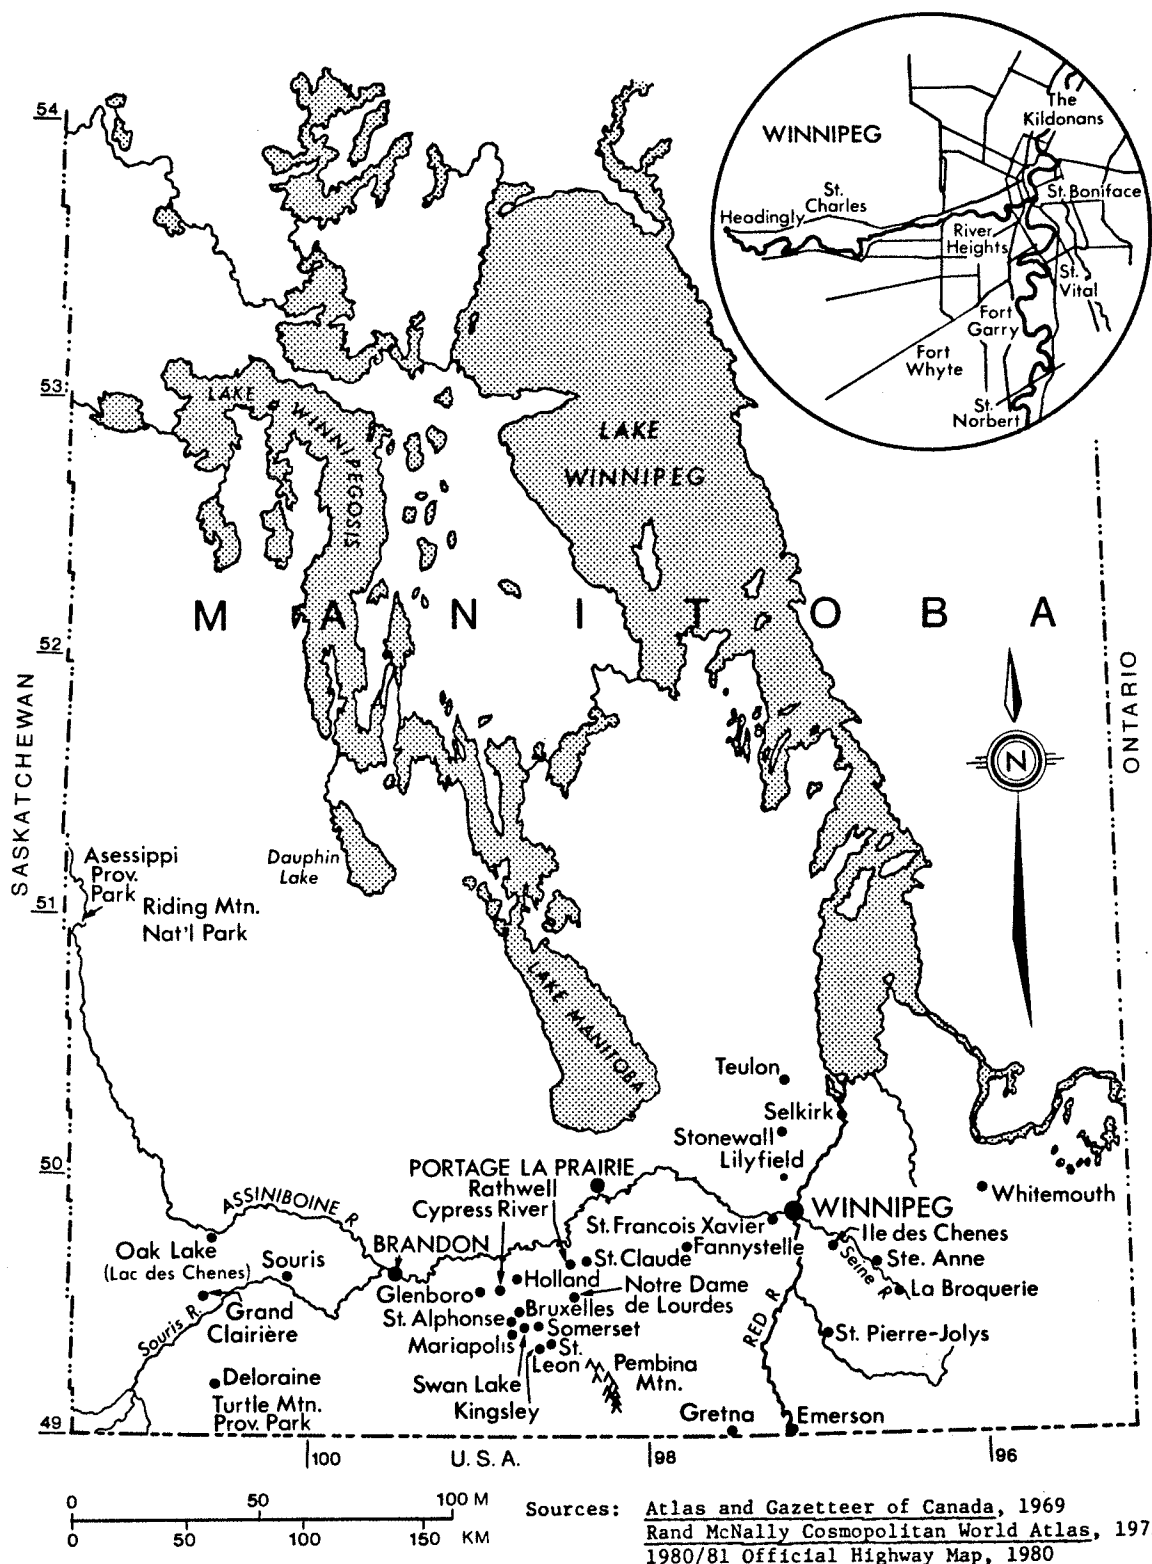 54
The
Kildonans
WINNIPEG
St.
Charles
St. Boniface
Headingly
River
Heights
St.
Vital
Fort
Garry
Fort
Whyte
St.
Norbert
53
LAKE WINNIPEGOSIS
LAKE
WINNIPEG
MANITOBA
52
SASKATCHEWAN
ONTARIO
N
Asessippi
Prov.
Park
Dauphin
Lake
51
Riding Mtn.
Nat'l Park
LAKE MANITOBA
Teulon
Selkirk
Stonewall
Lilyfield
50
PORTAGE LA PRAIRIE
Rathwell
Cypress River
Whitemouth
ASSINIBOINE R.
WINNIPEG
St. Francois Xavier
Ile des Chenes
Oak Lake
(Lac des Chenes)
Souris
BRANDON
St. Claude
Fannystelle
Seine R.
Ste. Anne
Holland
Glenboro
Notre Dame
de Lourdes
La Broquerie
Grand
Clairière
Souris R.
St. Alphonse
Bruxelles
Mariapolis
Somerset
RED R.
St. Pierre-Jolys
St.
Leon
Pembina
Mtn.
Deloraine
Swan Lake
Turtle Mtn.
Prov. Park
Kingsley
Gretna
Emerson
49
100
U.S.A.
98
96
0 50 100 M
0 50 100 150 KM
Sources: Atlas and Gazetteer of Canada, 1969
Rand McNally Cosmopolitan World Atlas, 197
1980/81 Official Highway Map, 1980